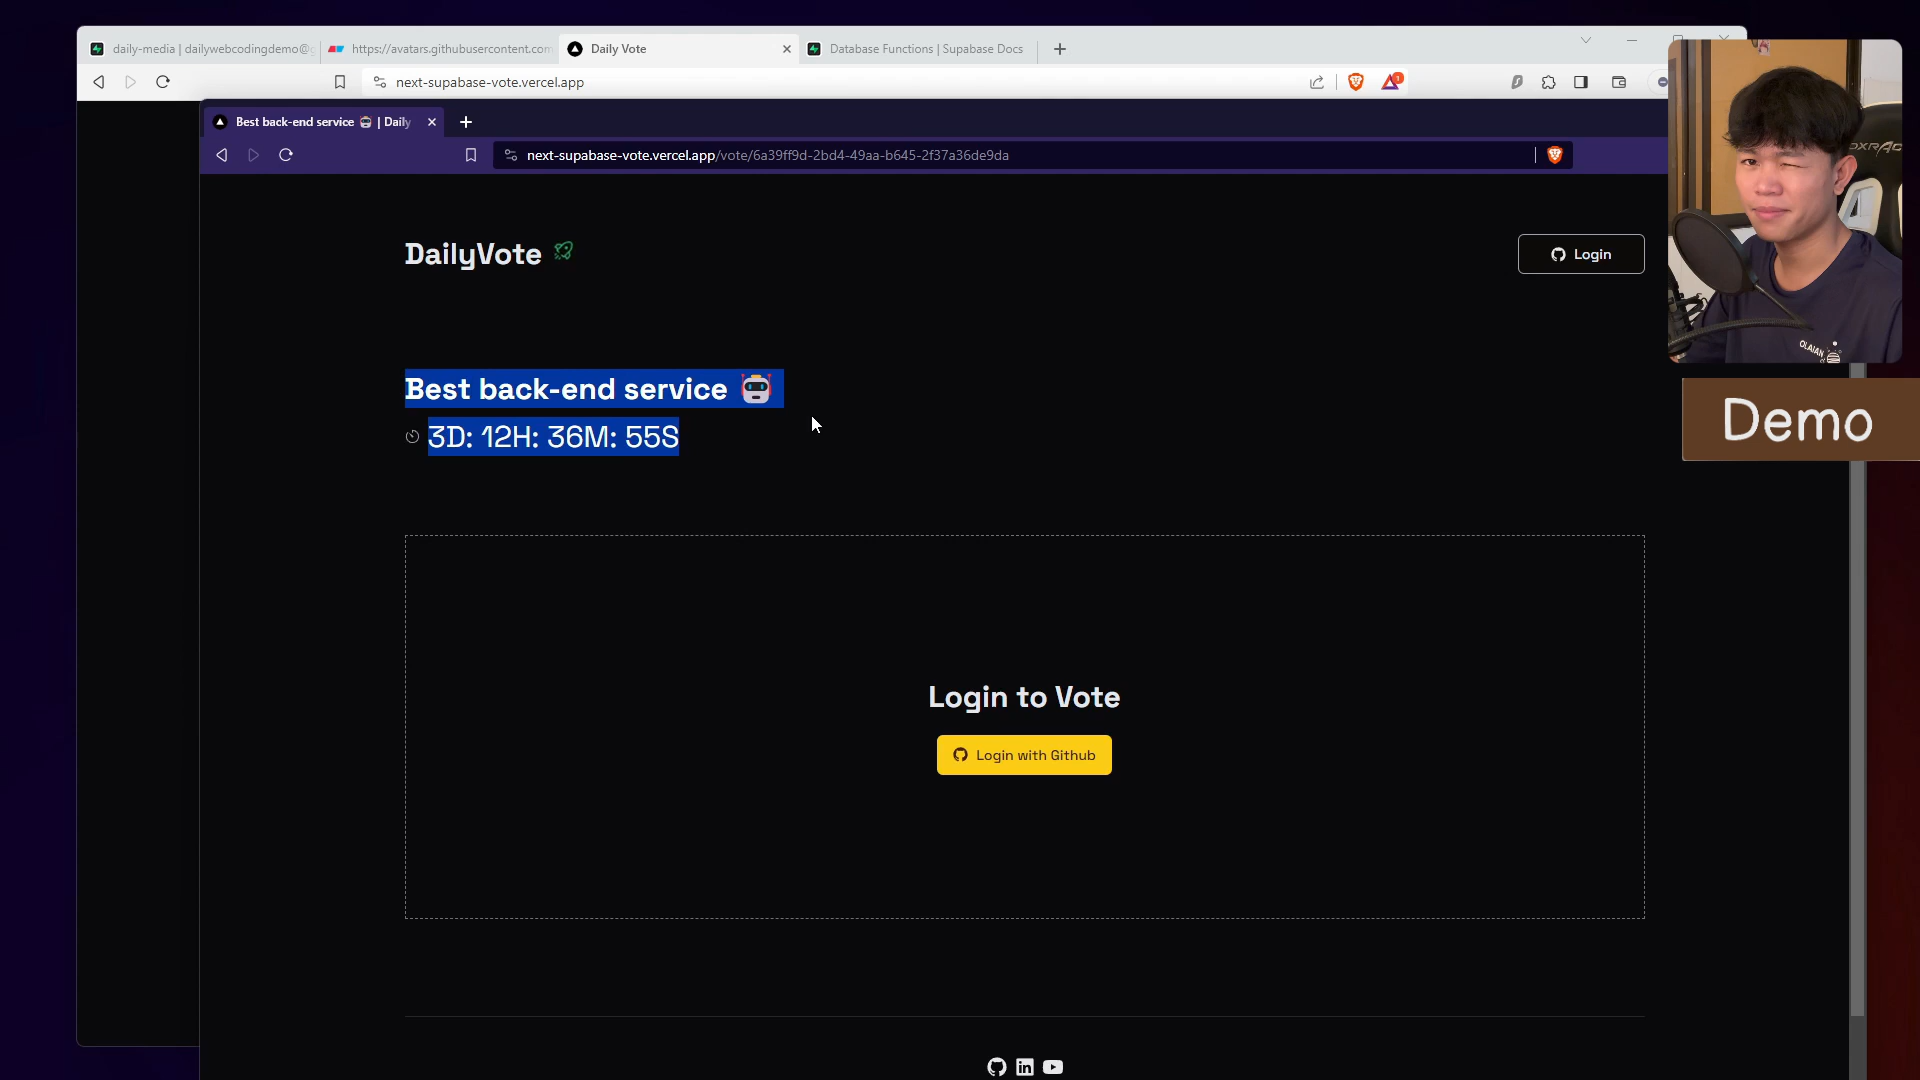 daily-media | dailywebcodingdemo@g
https://avatars.githubusercontent.com
Daily Vote
Database Functions | Supabase Docs
next-supabase-vote.vercel.app
1
Best back-end service 🤖 | Daily
next-supabase-vote.vercel.app/vote/6a39ff9d-2bd4-49aa-b645-2f37a36de9da
DailyVote
Login
Best back-end service 🤖
3D: 12H: 36M: 55S
Demo
Login to Vote
Login with Github
OLAIAN